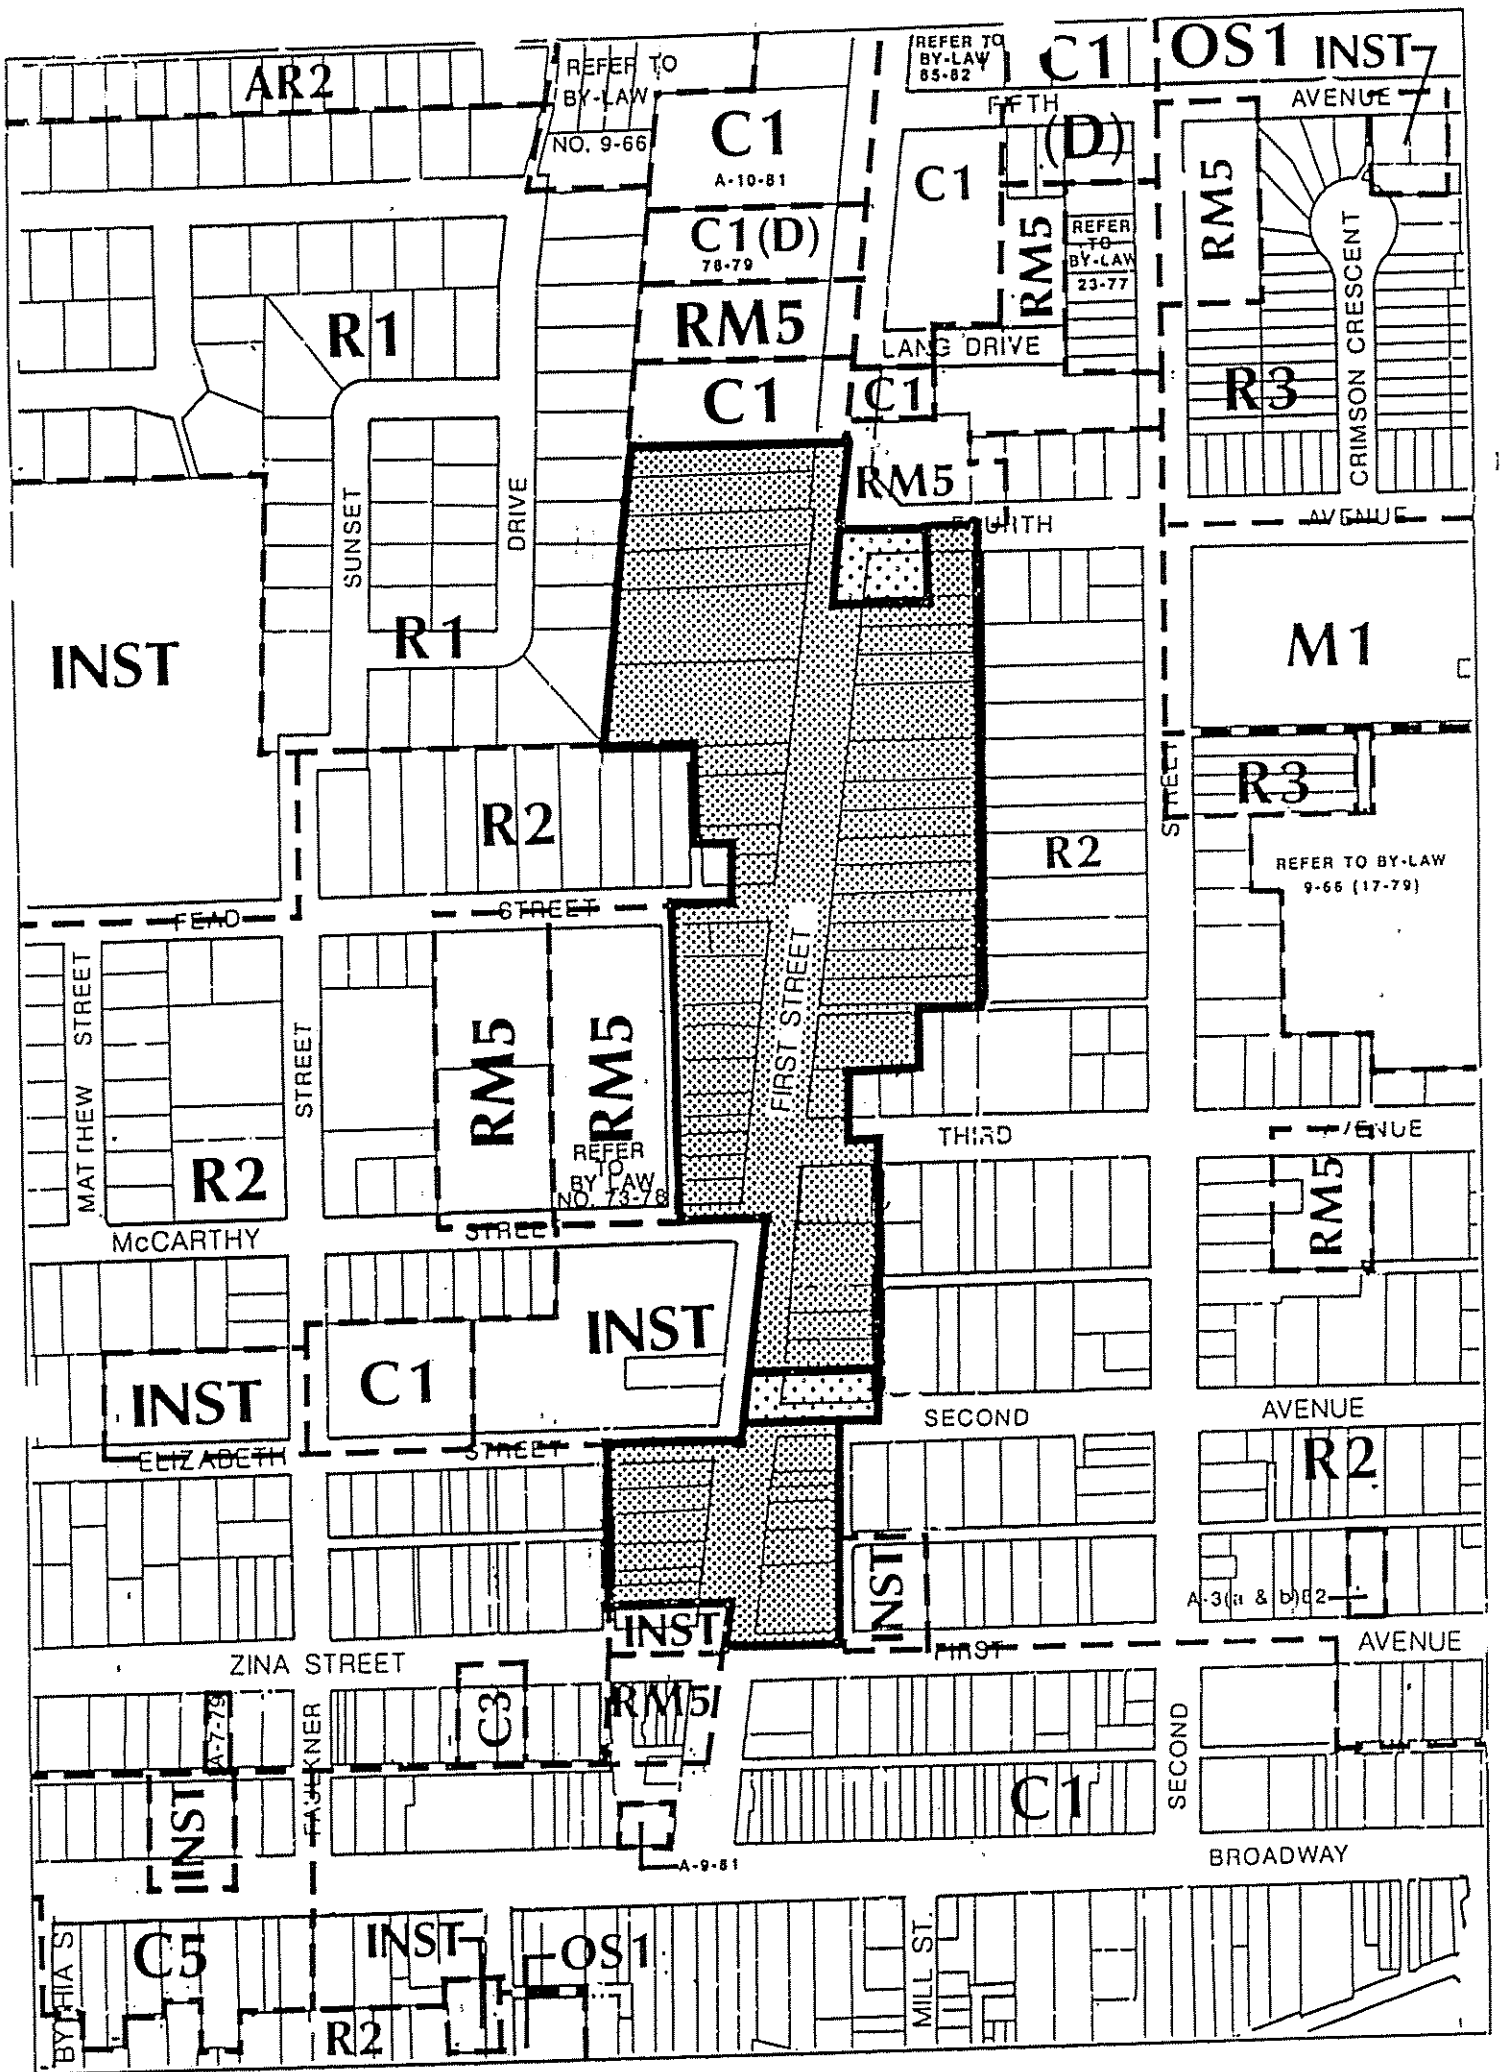 AR2
REFER TO
BY-LAW
NO. 9-66
C1
A-10-81
C1(D)
78-79
RM5
C1
REFER TO
BY-LAW
85-82
C1
(D)
OS1
INST
FIFTH
AVENUE
C1
RM5
REFER
TO
BY-LAW
23-77
RM5
CRIMSON CRESCENT
LANG DRIVE
C1
R3
R1
SUNSET
DRIVE
RM5
FOURTH
AVENUE
INST
R1
M1
R2
STREET
R3
R2
REFER TO BY-LAW
9-66 (17-79)
FEAD
STREET
MATTHEW STREET
STREET
RM5
RM5
REFER
TO
BY LAW
NO. 73-78
FIRST STREET
R2
THIRD
AVENUE
RM5
McCARTHY
STREET
INST
INST
C1
SECOND
AVENUE
ELIZABETH
STREET
R2
INST
A-3(a & b)82
INST
ZINA STREET
FIRST
AVENUE
A-7-79
FAULKNER
C3
RM5
SECOND
INST
C1
A-9-81
BROADWAY
BYTHIA S
C5
INST
OS1
MILL ST.
R2